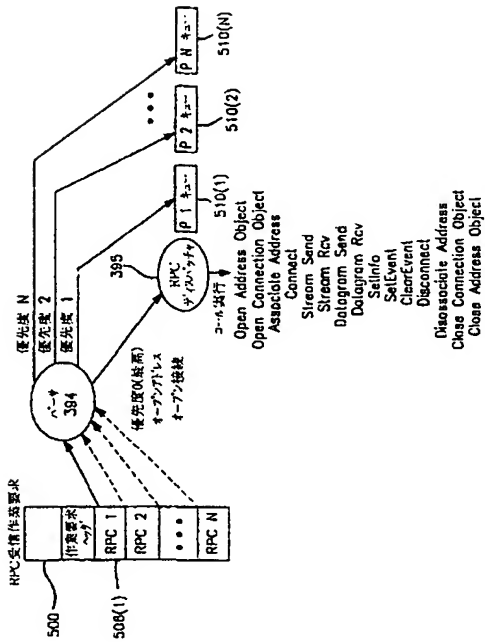 RPC受信作業要求
500
作業要求
ヘッダ
RPC 1
RPC 2
•••
RPC N
508(1)
パーサ
394
優先度 N
優先度 2
優先度 1
優先度0(最高)
オープンアドレス
オープン接続
RPC
ディスパッチャ
395
P 1 キュー
510(1)
P 2 キュー
510(2)
•••
P N キュー
510(N)
コール実行
Open Address Object
Open Connection Object
Associate Address
Connect
Stream Send
Stream Rcv
Datagram Send
Datagram Rcv
SetInfo
SetEvent
ClearEvent
Disconnect
Disossociate Address
Close Connection Object
Close Address Object